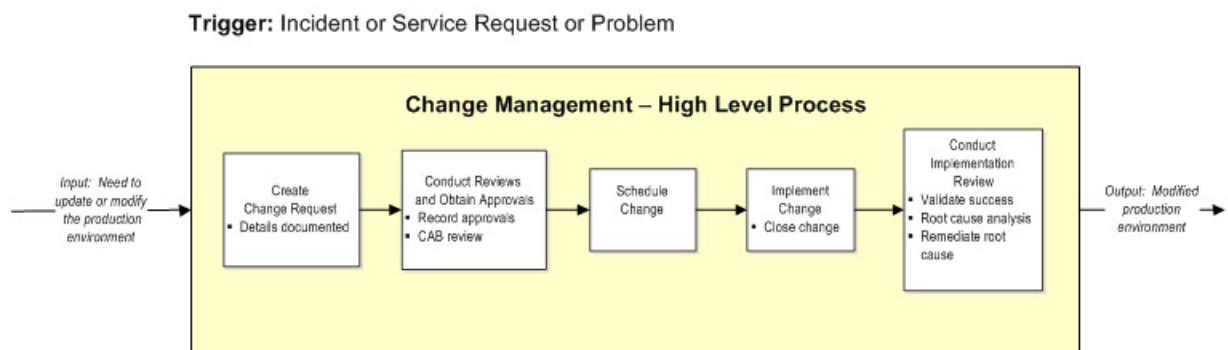 Trigger: Incident or Service Request or Problem
Change Management – High Level Process
Input: Need to
update or modify
the production
environment
Create
Change Request
▪ Details documented
Conduct Reviews
and Obtain Approvals
▪ Record approvals
▪ CAB review
Schedule
Change
Implement
Change
▪ Close change
Conduct
Implementation
Review
▪ Validate success
▪ Root cause analysis
▪ Remediate root
cause
Output: Modified
production
environment